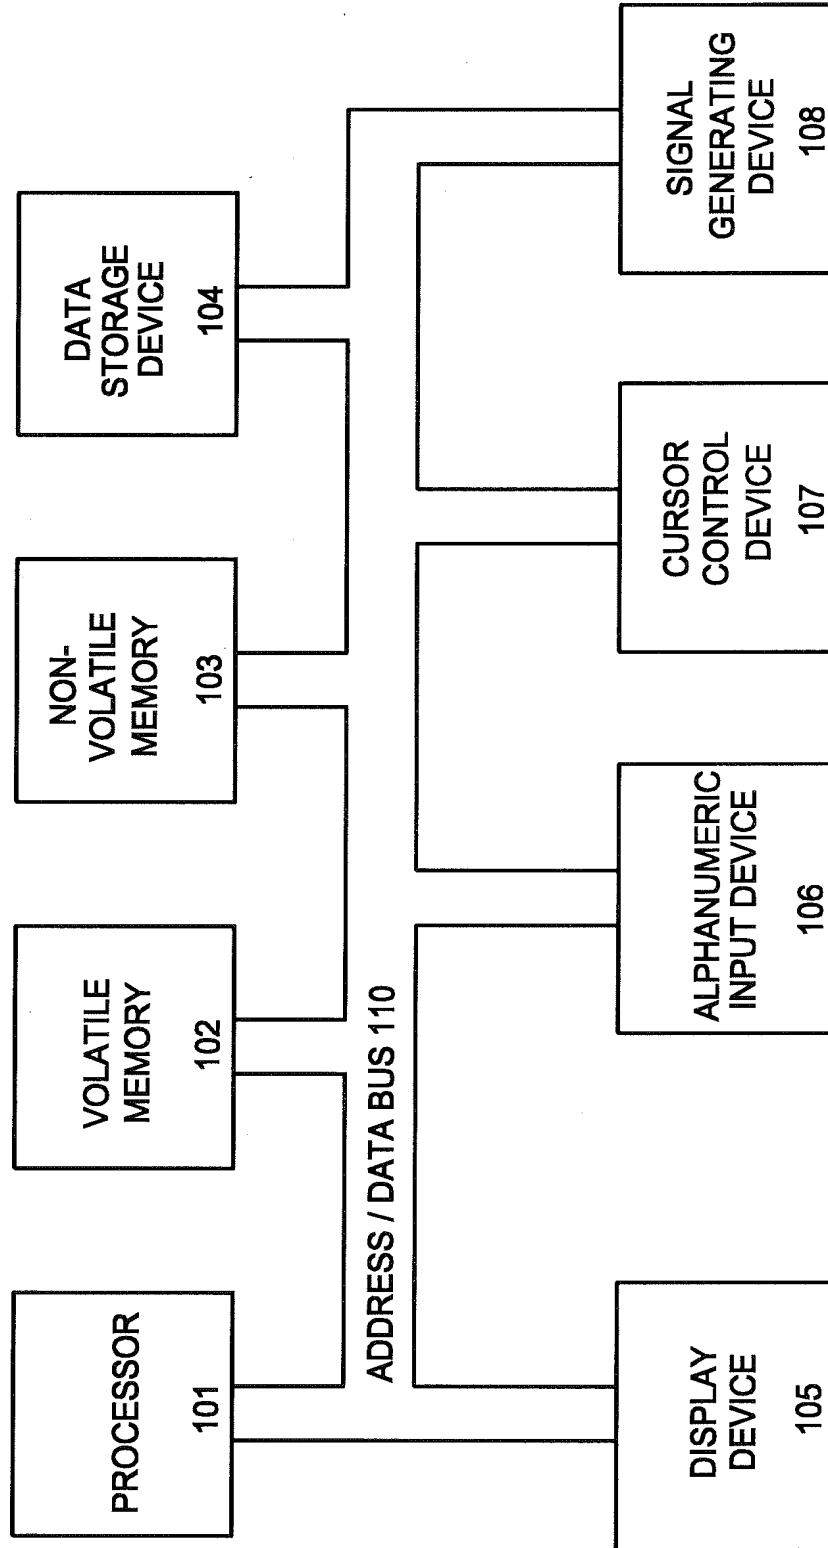 PROCESSOR
101
VOLATILE
MEMORY
102
NON-
VOLATILE
MEMORY
103
DATA
STORAGE
DEVICE
104
ADDRESS / DATA BUS 110
DISPLAY
DEVICE
105
ALPHANUMERIC
INPUT DEVICE
106
CURSOR
CONTROL
DEVICE
107
SIGNAL
GENERATING
DEVICE
108